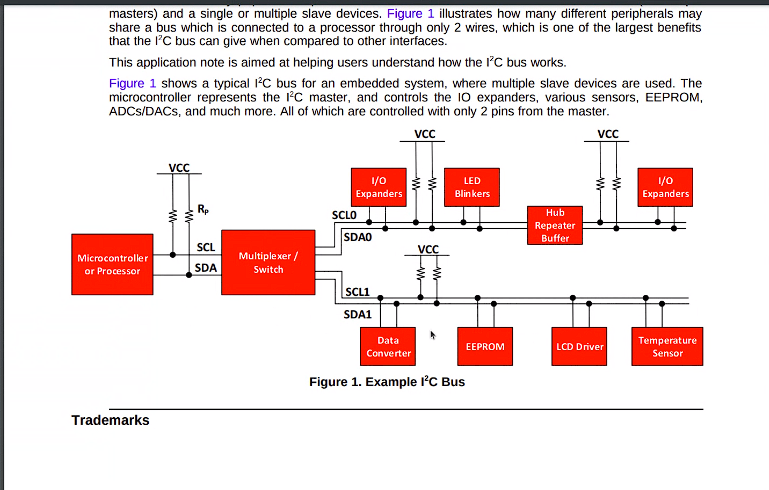 masters) and a single or multiple slave devices. Figure 1 illustrates how many different peripherals may
share a bus which is connected to a processor through only 2 wires, which is one of the largest benefits
that the I²C bus can give when compared to other interfaces.
This application note is aimed at helping users understand how the I²C bus works.
Figure 1 shows a typical I²C bus for an embedded system, where multiple slave devices are used. The
microcontroller represents the I²C master, and controls the IO expanders, various sensors, EEPROM,
ADCs/DACs, and much more. All of which are controlled with only 2 pins from the master.
VCC
VCC
VCC
I/O
Expanders
LED
Blinkers
I/O
Expanders
Rp
SCL0
Hub
Repeater
Buffer
SDA0
Microcontroller
or Processor
SCL
SDA
Multiplexer /
Switch
VCC
SCL1
SDA1
Data
Converter
EEPROM
LCD Driver
Temperature
Sensor
Figure 1. Example I²C Bus
Trademarks